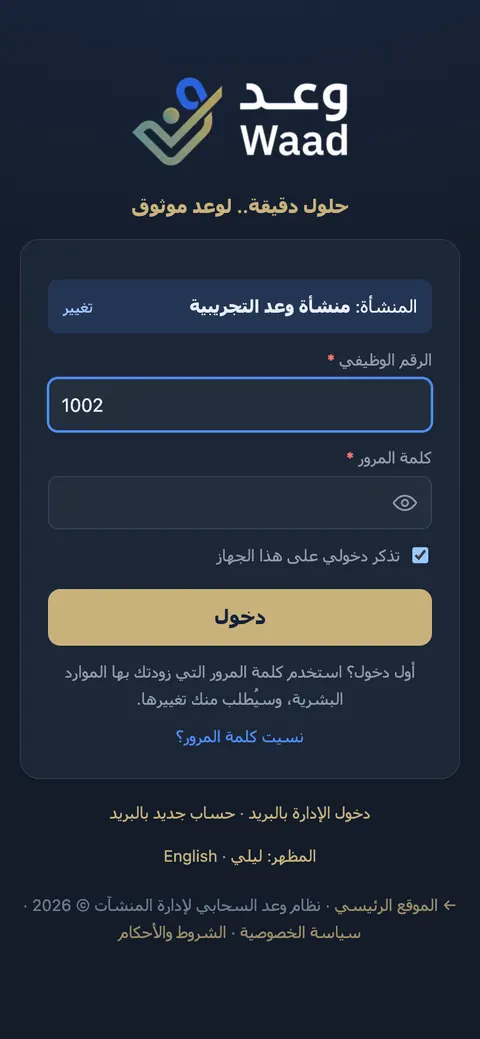 وعد
Waad
حلول دقيقة.. لوعد موثوق
المنشأة: منشأة وعد التجريبية
تغيير
الرقم الوظيفي *
1002
كلمة المرور *
تذكر دخولي على هذا الجهاز
دخول
أول دخول؟ استخدم كلمة المرور التي زودتك بها الموارد
البشرية، وسيُطلب منك تغييرها.
نسيت كلمة المرور؟
دخول الإدارة بالبريد · حساب جديد بالبريد
المظهر: ليلي · English
← الموقع الرئيسي · نظام وعد السحابي لإدارة المنشآت © 2026 ·
سياسة الخصوصية · الشروط والأحكام